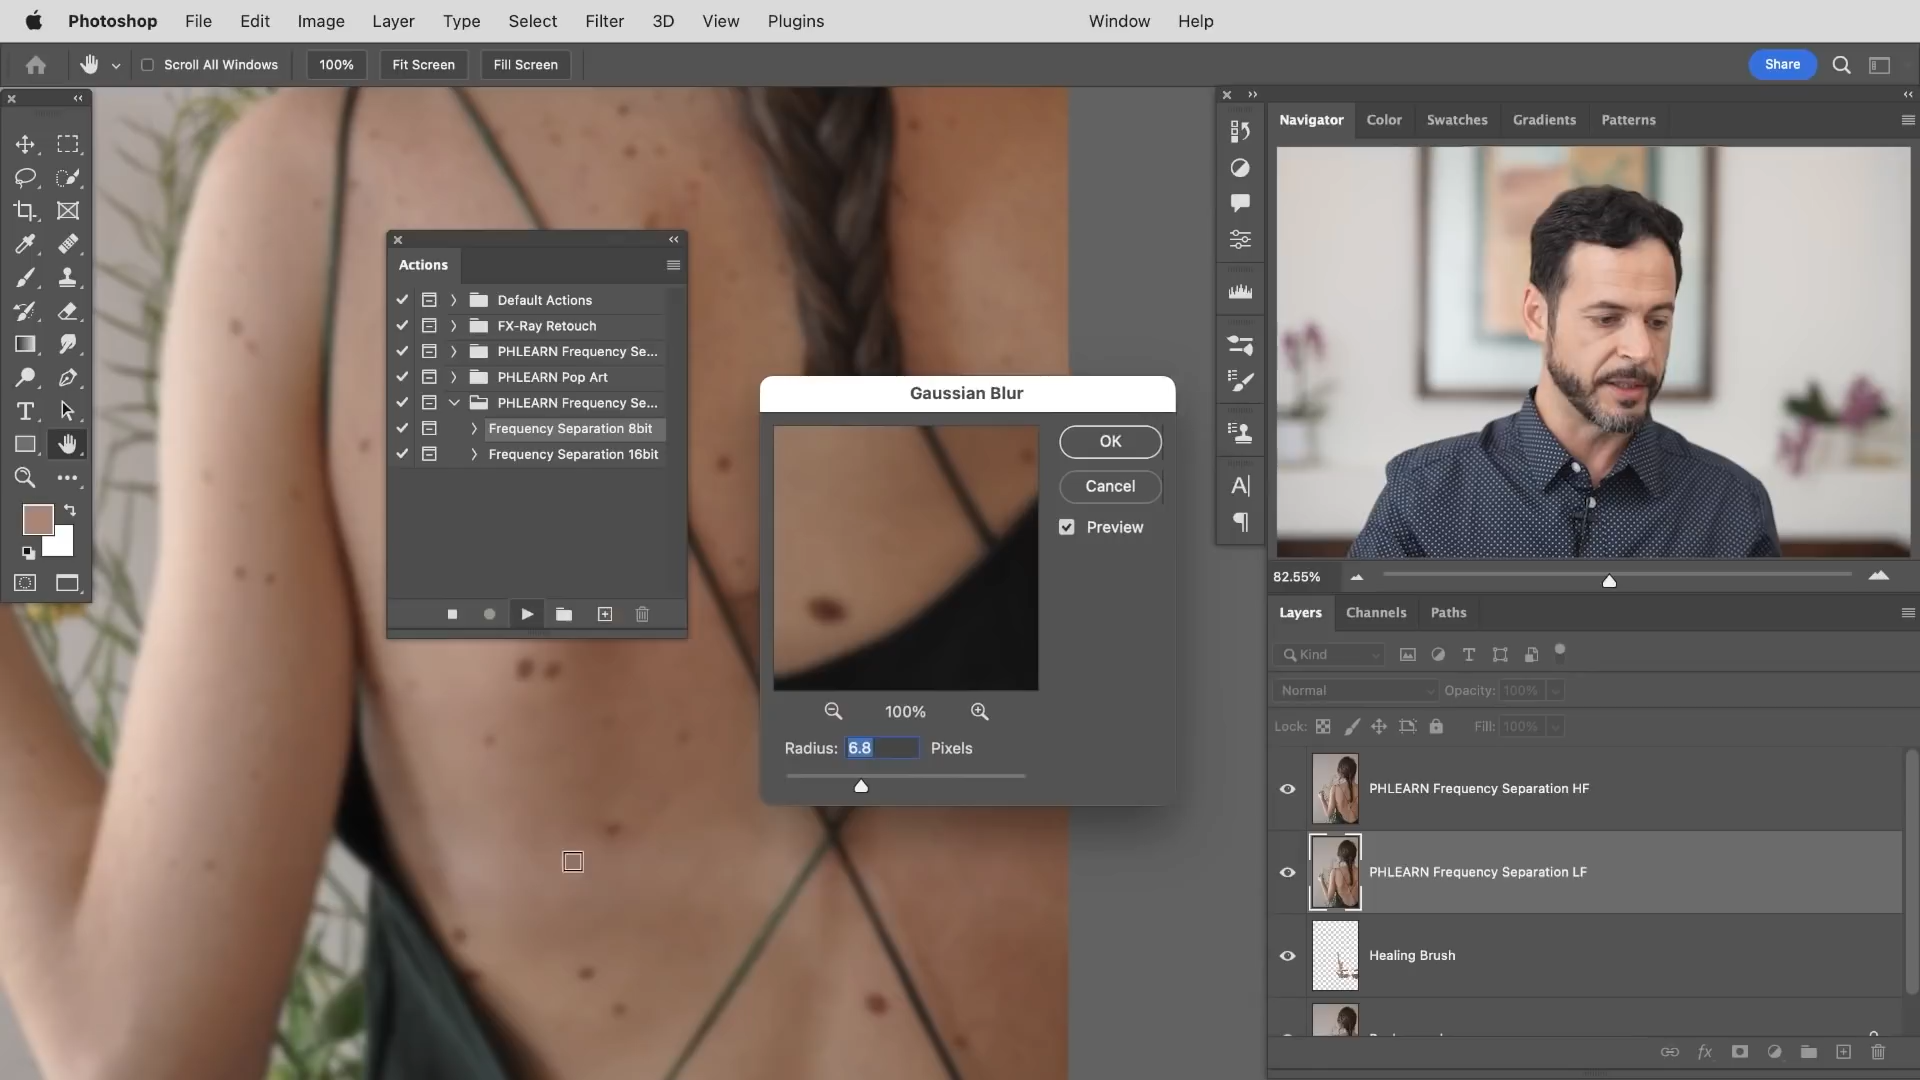 Photoshop File Edit Image Layer Type Select Filter 3D View Plugins Window Help
Scroll All Windows 100% Fit Screen Fill Screen Share
Actions
Default Actions
FX-Ray Retouch
PHLEARN Frequency Se...
PHLEARN Pop Art
PHLEARN Frequency Se...
Frequency Separation 8bit
Frequency Separation 16bit
Gaussian Blur
OK
Cancel
Preview
100%
Radius: 6.8 Pixels
Navigator Color Swatches Gradients Patterns
82.55%
Layers Channels Paths
Kind
Normal Opacity: 100%
Lock: Fill: 100%
PHLEARN Frequency Separation HF
PHLEARN Frequency Separation LF
Healing Brush